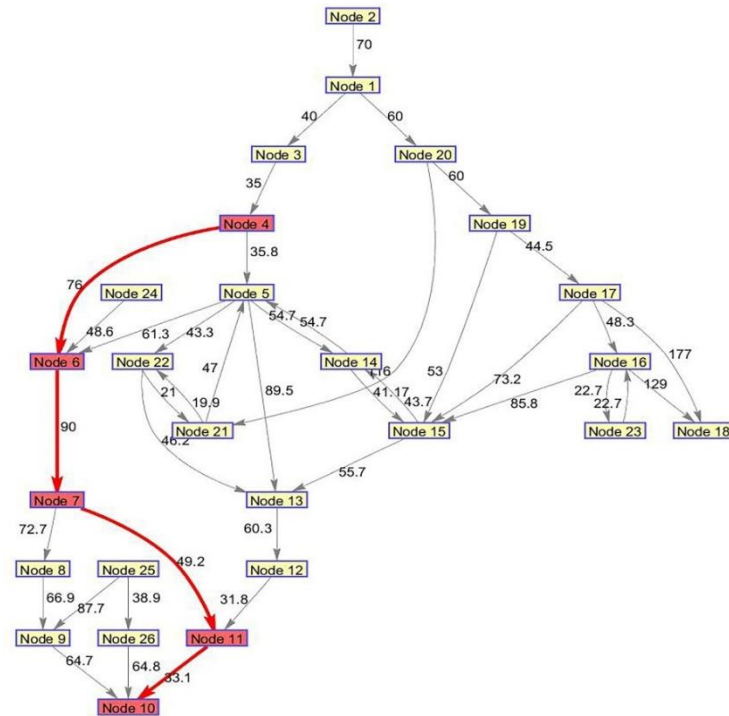 Node 2
70
Node 1
40
60
Node 3
Node 20
35
60
Node 4
Node 19
35.8
44.5
76
Node 24
Node 5
Node 17
48.6
61.3
43.3
54.7
54.7
48.3
Node 6
Node 22
Node 14
Node 16
177
47
116
53
73.2
21
19.9
89.5
41.17
43.7
85.8
22.7
22.7
129
90
46.2
Node 21
Node 15
Node 23
Node 18
55.7
Node 7
Node 13
72.7
49.2
60.3
Node 8
Node 25
Node 12
66.9
87.7
38.9
31.8
Node 9
Node 26
Node 11
64.7
64.8
33.1
Node 10